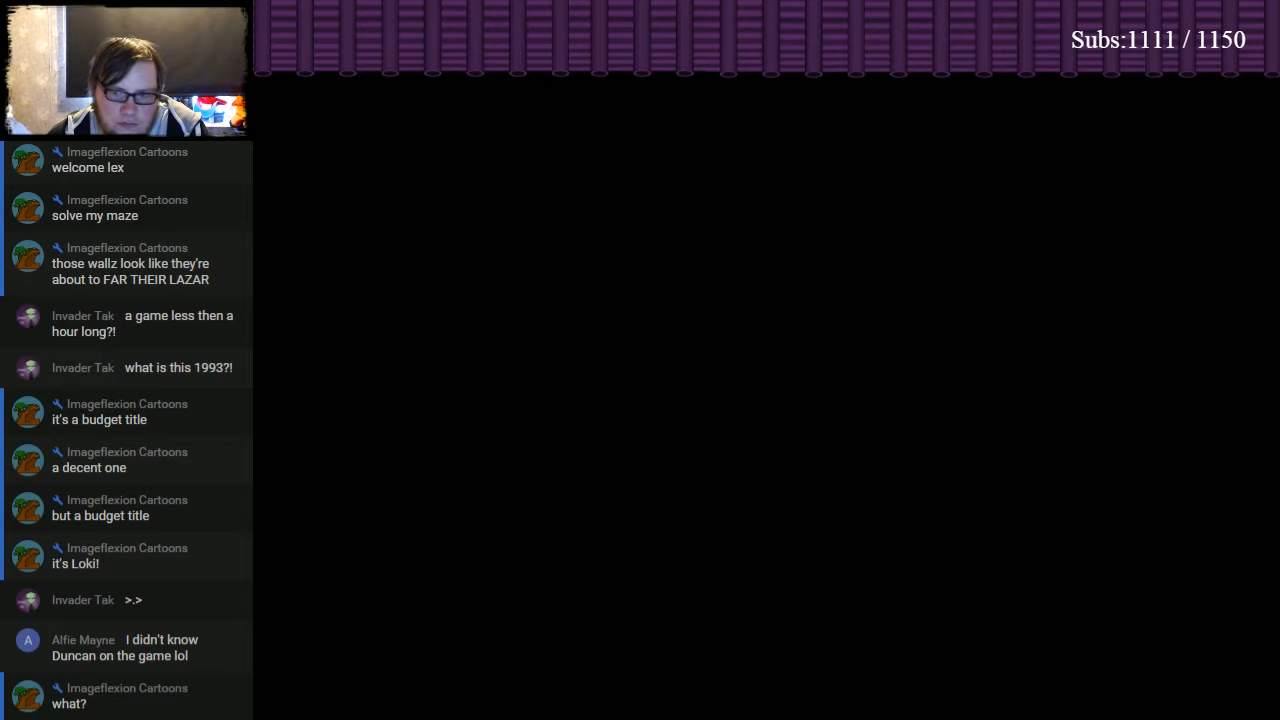 Subs:1111 / 1150
Imageflexion Cartoons
welcome lex
Imageflexion Cartoons
solve my maze
Imageflexion Cartoons
those wallz look like they're
about to FAR THEIR LAZAR
Invader Tak a game less then a
hour long?!
Invader Tak what is this 1993?!
Imageflexion Cartoons
it's a budget title
Imageflexion Cartoons
a decent one
Imageflexion Cartoons
but a budget title
Imageflexion Cartoons
it's Loki!
Invader Tak >.>
A
Alfie Mayne I didn't know
Duncan on the game lol
Imageflexion Cartoons
what?